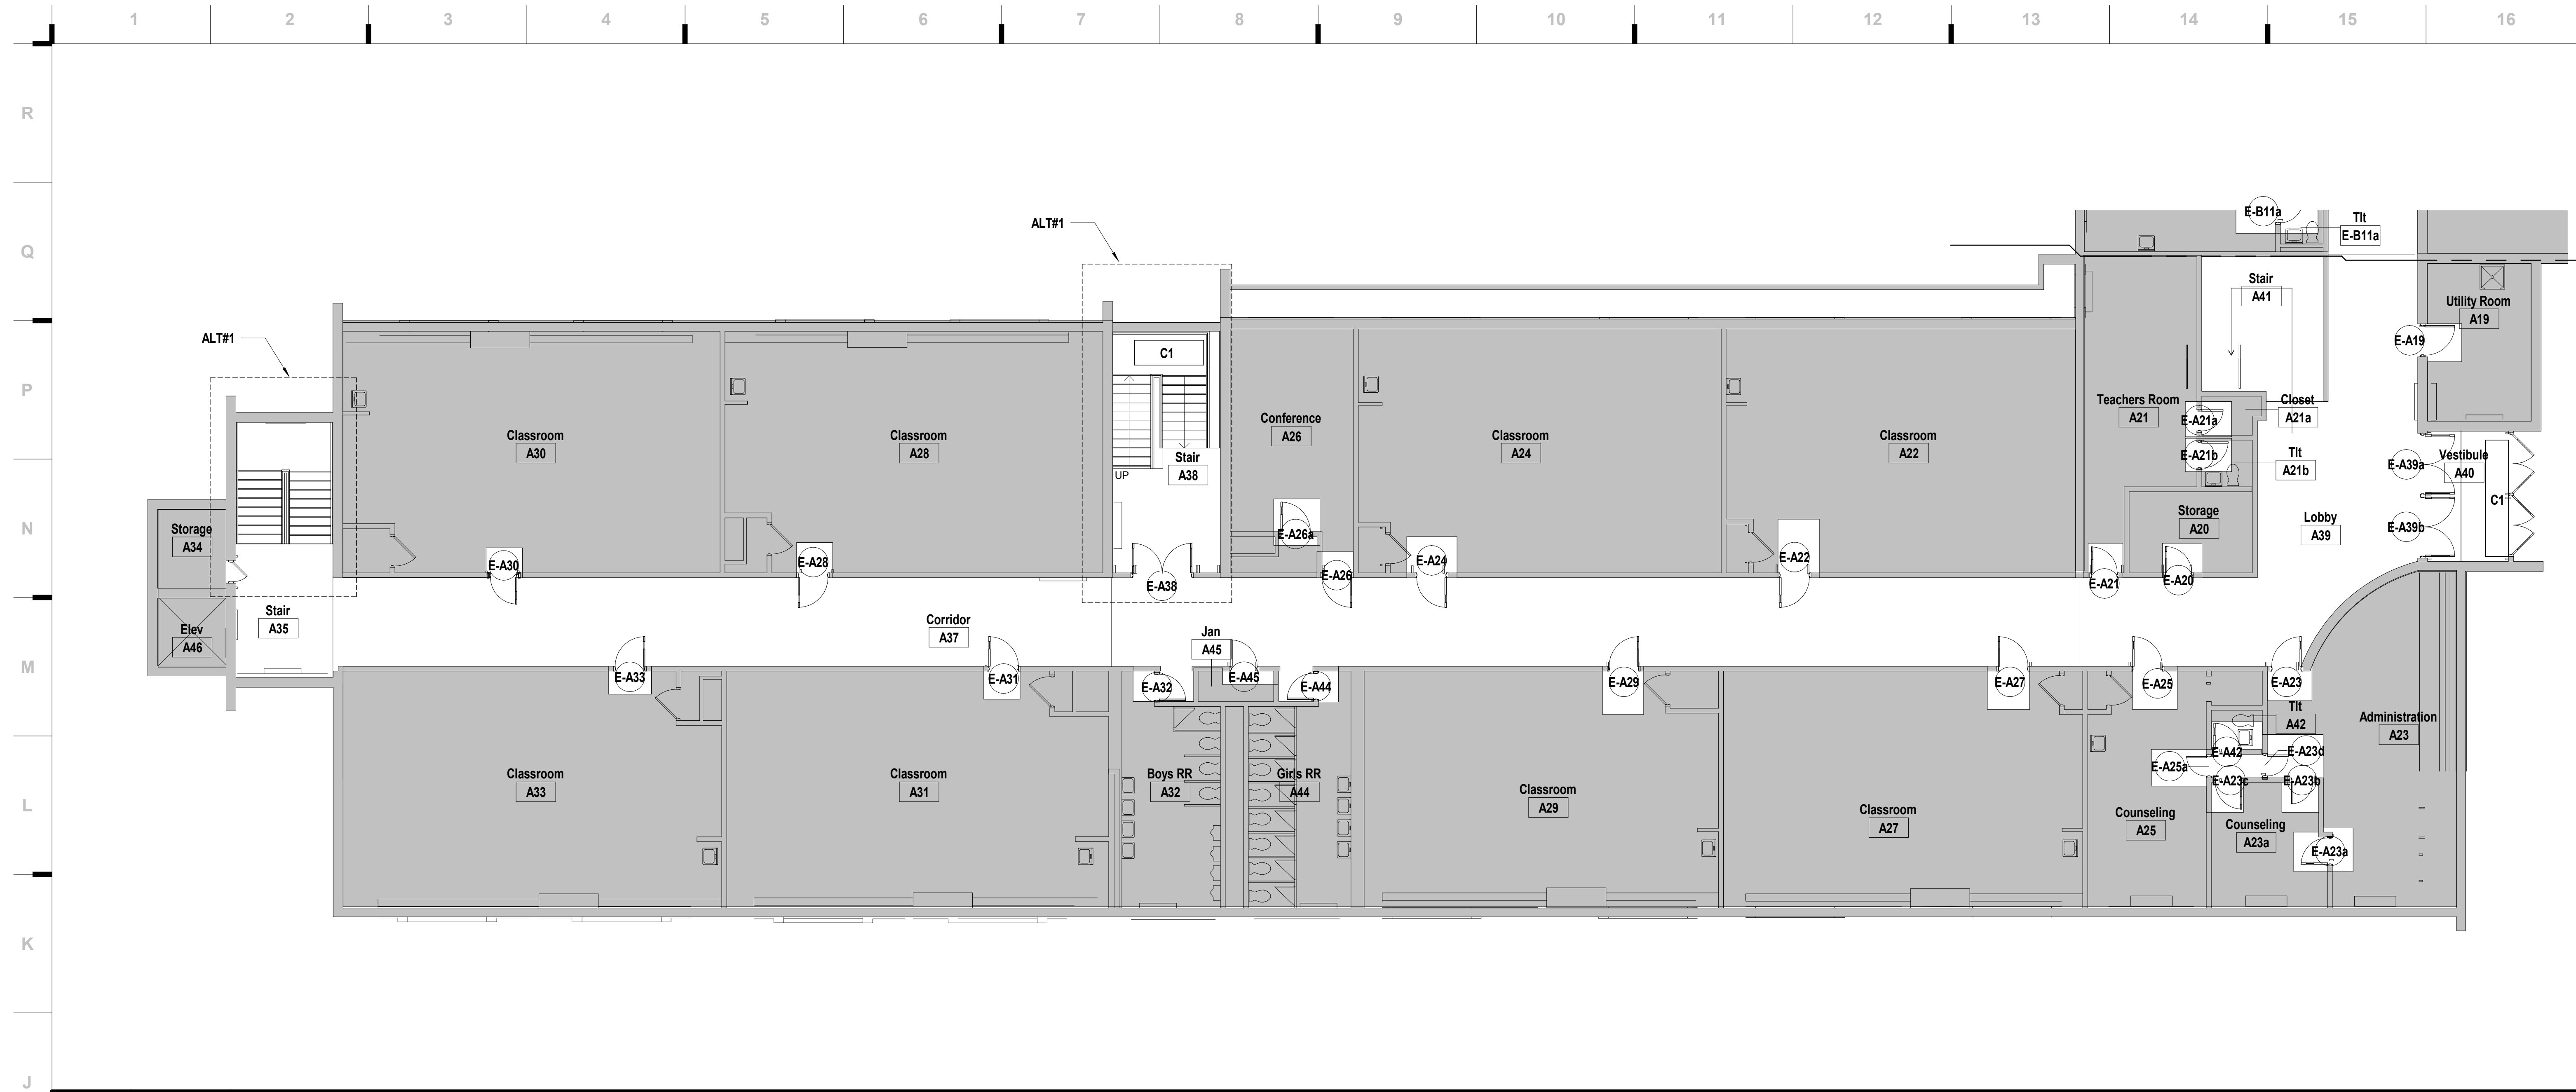 1 2 3 4 5 6 7 8 9 10 11 12 13 14 15 16
R
Q
P
N
M
L
K
J
ALT#1
ALT#1
E-B11a
Tlt
E-B11a
Stair
A41
Utility Room
A19
E-A19
C1
Classroom
A30
Classroom
A28
Stair
A38
UP
Conference
A26
Classroom
A24
Classroom
A22
Teachers Room
A21
E-A21a
Closet
A21a
E-A21b
Tlt
A21b
E-A39a
Vestibule
A40
C1
Storage
A34
Storage
A20
Lobby
A39
E-A39b
E-A26a
E-A30
E-A28
E-A38
E-A26
E-A24
E-A22
E-A21
E-A20
Stair
A35
Elev
A46
Corridor
A37
Jan
A45
E-A33
E-A31
E-A32
E-A45
E-A44
E-A29
E-A27
E-A25
E-A23
Tlt
A42
Administration
A23
E-A42
E-A23d
E-A25a
E-A23c
E-A23b
Classroom
A33
Classroom
A31
Boys RR
A32
Girls RR
A44
Classroom
A29
Classroom
A27
Counseling
A25
Counseling
A23a
E-A23a